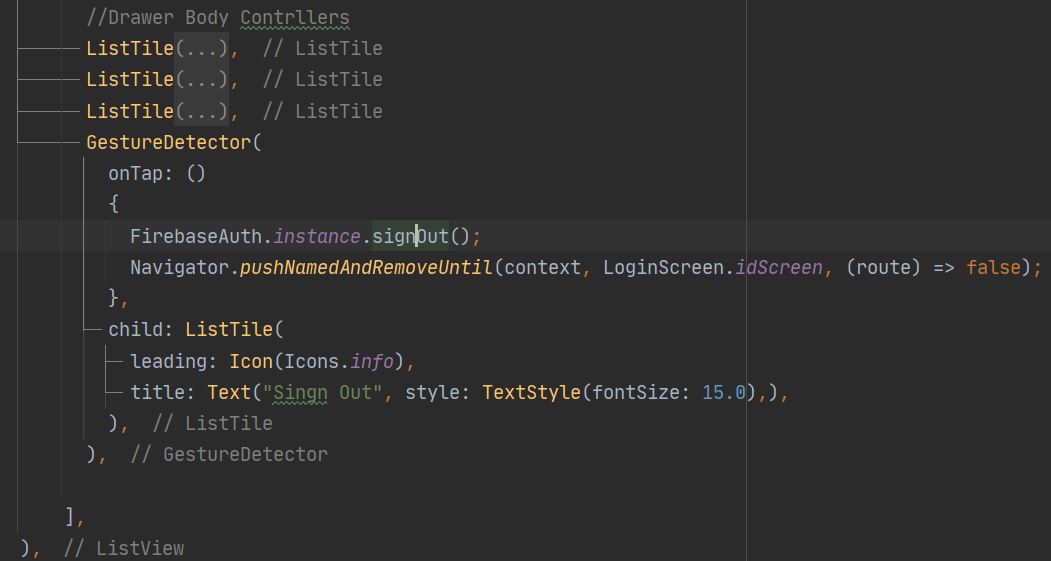 //Drawer Body Contrllers
ListTile(...),  // ListTile
ListTile(...),  // ListTile
ListTile(...),  // ListTile
GestureDetector(
onTap: ()
{
FirebaseAuth.instance.signOut();
Navigator.pushNamedAndRemoveUntil(context, LoginScreen.idScreen, (route) => false);
},
child: ListTile(
leading: Icon(Icons.info),
title: Text("Singn Out", style: TextStyle(fontSize: 15.0),),
),  // ListTile
),  // GestureDetector
],
),  // ListView